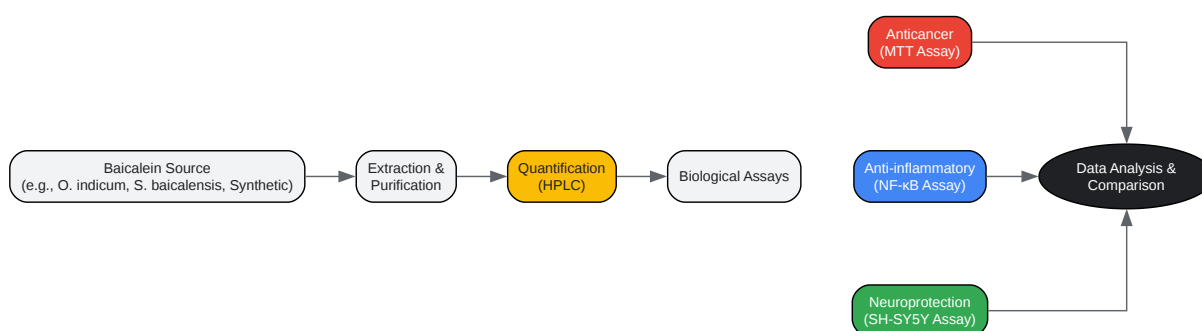 Baicalein Source
(e.g., O. indicum, S. baicalensis, Synthetic)
Extraction &
Purification
Quantification
(HPLC)
Biological Assays
Anticancer
(MTT Assay)
Anti-inflammatory
(NF-κB Assay)
Neuroprotection
(SH-SY5Y Assay)
Data Analysis &
Comparison